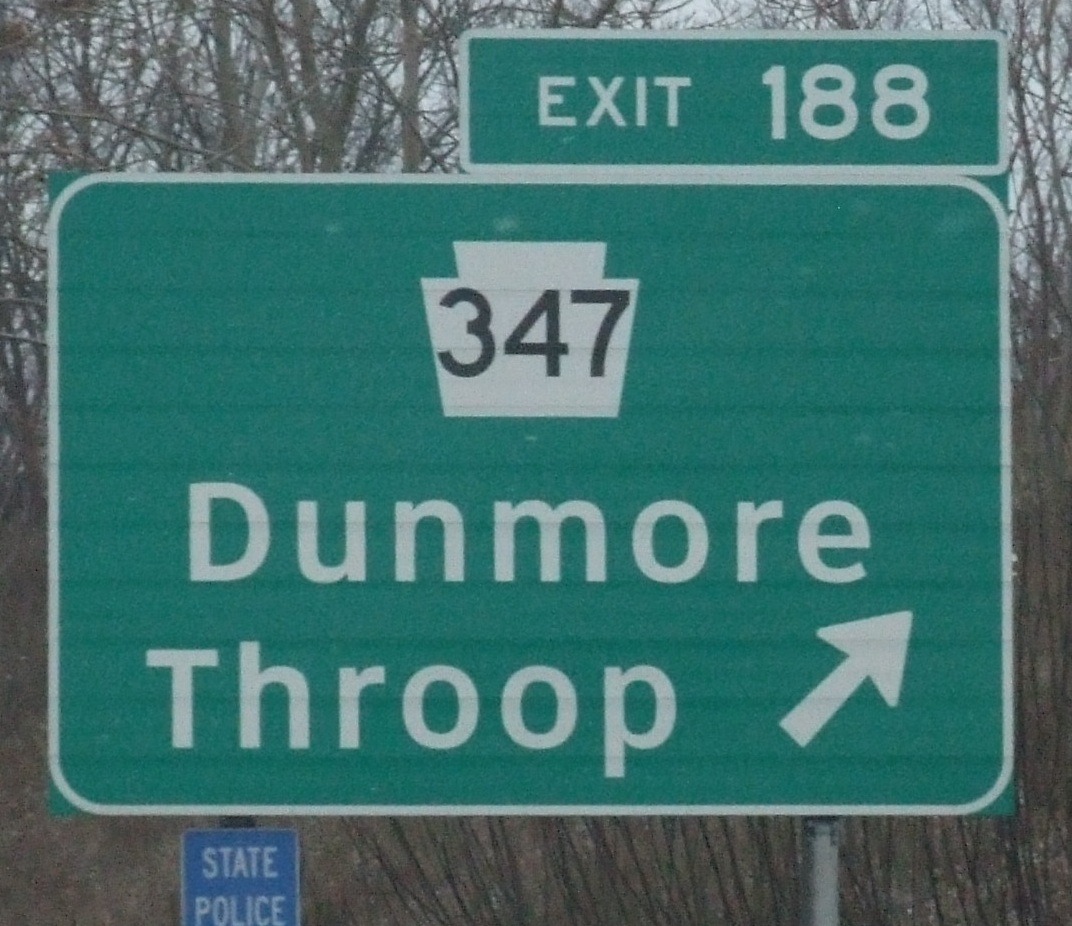 EXIT 188
347
Dunmore
Throop
STATE
POLICE